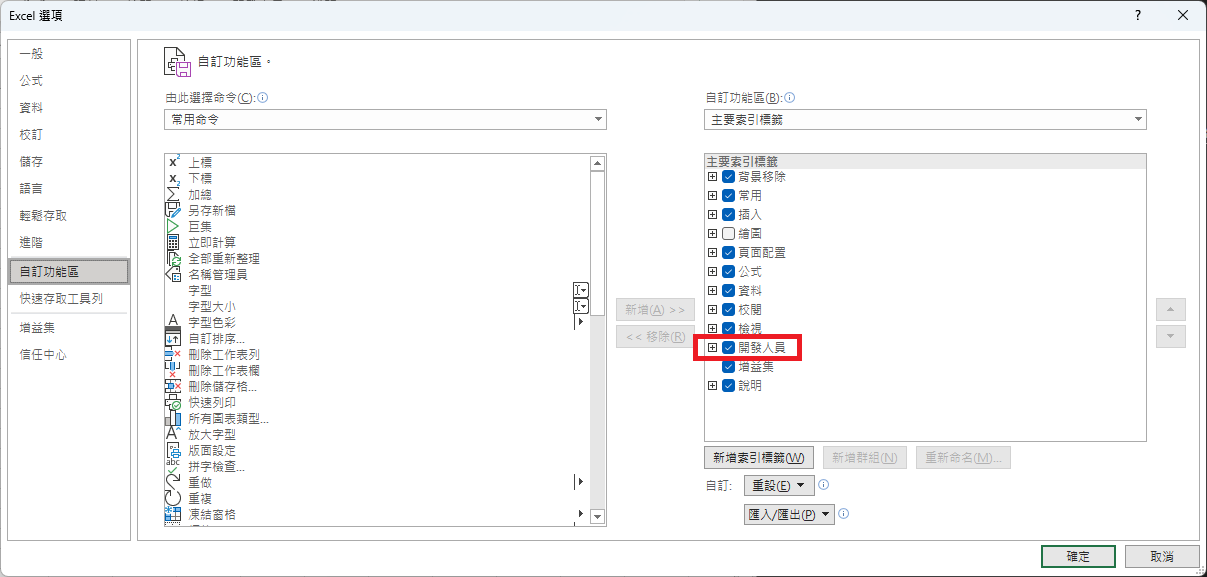 Excel 選項
?
一般
公式
資料
校訂
儲存
語言
輕鬆存取
進階
自訂功能區
快速存取工具列
增益集
信任中心
自訂功能區。
由此選擇命令(C):
常用命令
x² 上標
x₂ 下標
加總
另存新檔
巨集
立即計算
全部重新整理
名稱管理員
字型
字型大小
A 字型色彩
自訂排序...
刪除工作表列
刪除工作表欄
刪除儲存格...
快速列印
所有圖表類型...
A 放大字型
版面設定
abc 拼字檢查...
重做
重複
凍結窗格
新增(A) >>
<< 移除(R)
自訂功能區(B):
主要索引標籤
主要索引標籤
背景移除
常用
插入
繪圖
頁面配置
公式
資料
校閱
檢視
開發人員
增益集
說明
新增索引標籤(W)
新增群組(N)
重新命名(M)...
自訂:
重設(E)
匯入/匯出(P)
確定
取消